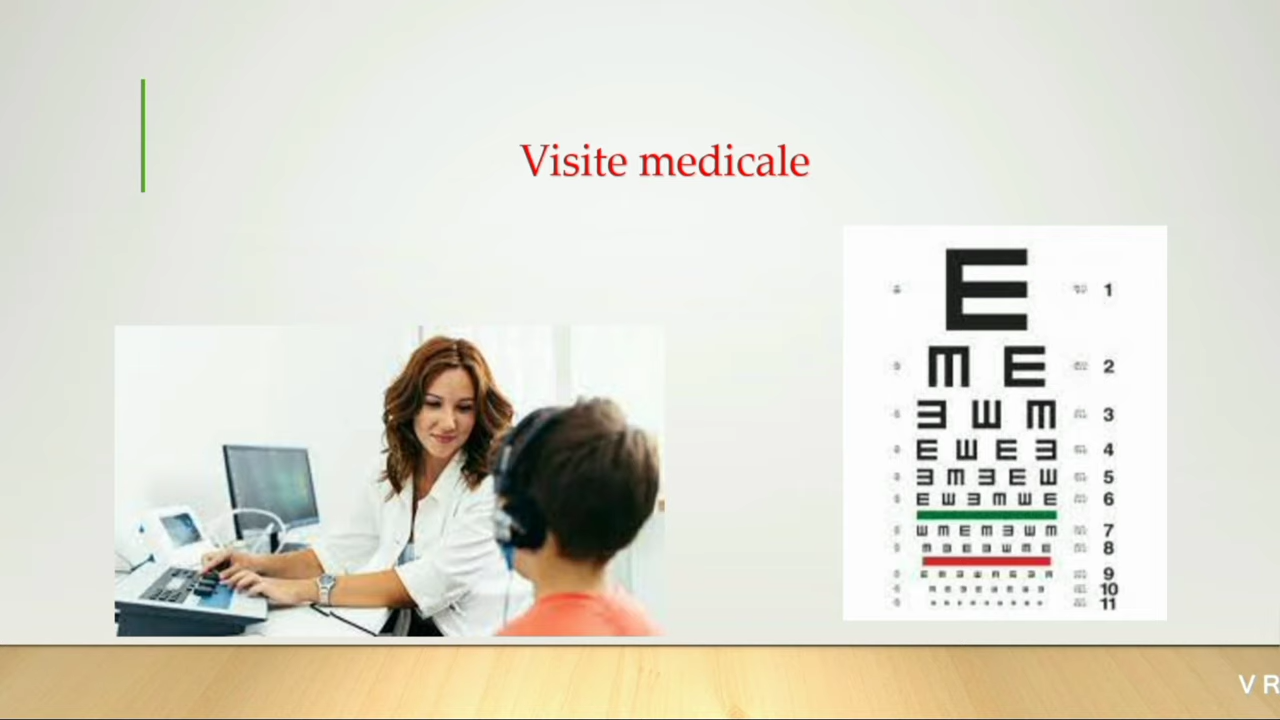 Visite medicale
E 1
M E 2
Ǝ Ш M 3
E Ш E Ǝ 4
Ǝ M Ǝ E Ш 5
E Ш Ǝ M Ш E 6
Ш M E M Ǝ Ш M 7
8
9
10
11
V R